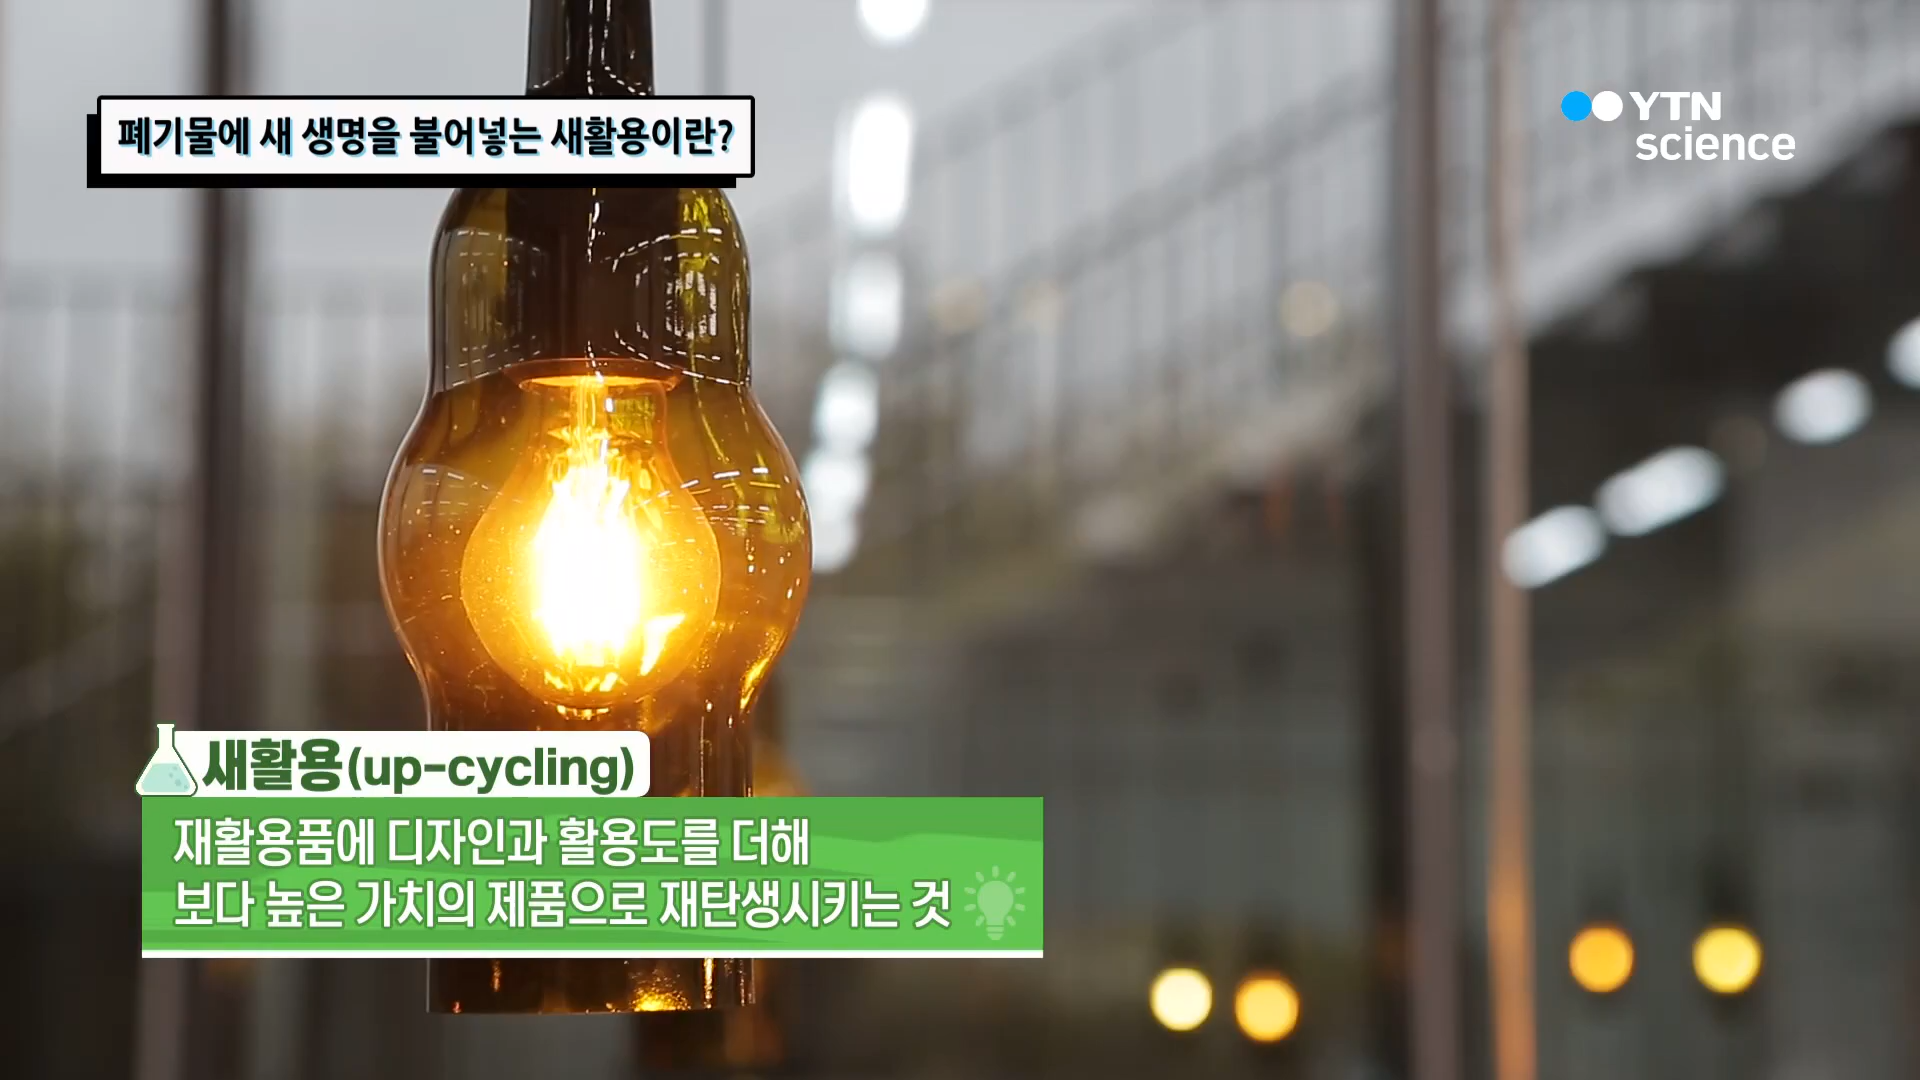 폐기물에 새 생명을 불어넣는 새활용이란?
YTN
science
새활용(up-cycling)
재활용품에 디자인과 활용도를 더해
보다 높은 가치의 제품으로 재탄생시키는 것